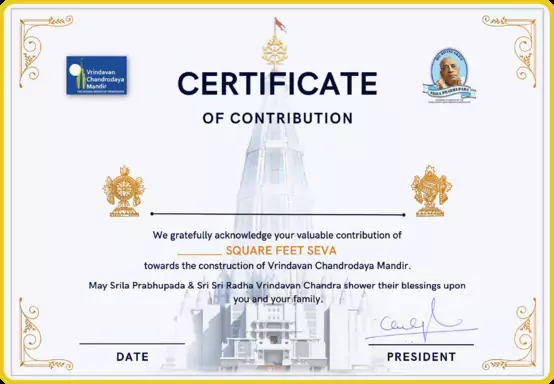 Vrindavan
Chandrodaya
Mandir
SRILA PRABHUPADA
CERTIFICATE
OF CONTRIBUTION
We gratefully acknowledge your valuable contribution of
________ SQUARE FEET SEVA
towards the construction of Vrindavan Chandrodaya Mandir.
May Srila Prabhupada & Sri Sri Radha Vrindavan Chandra shower their blessings upon
you and your family.
DATE
PRESIDENT